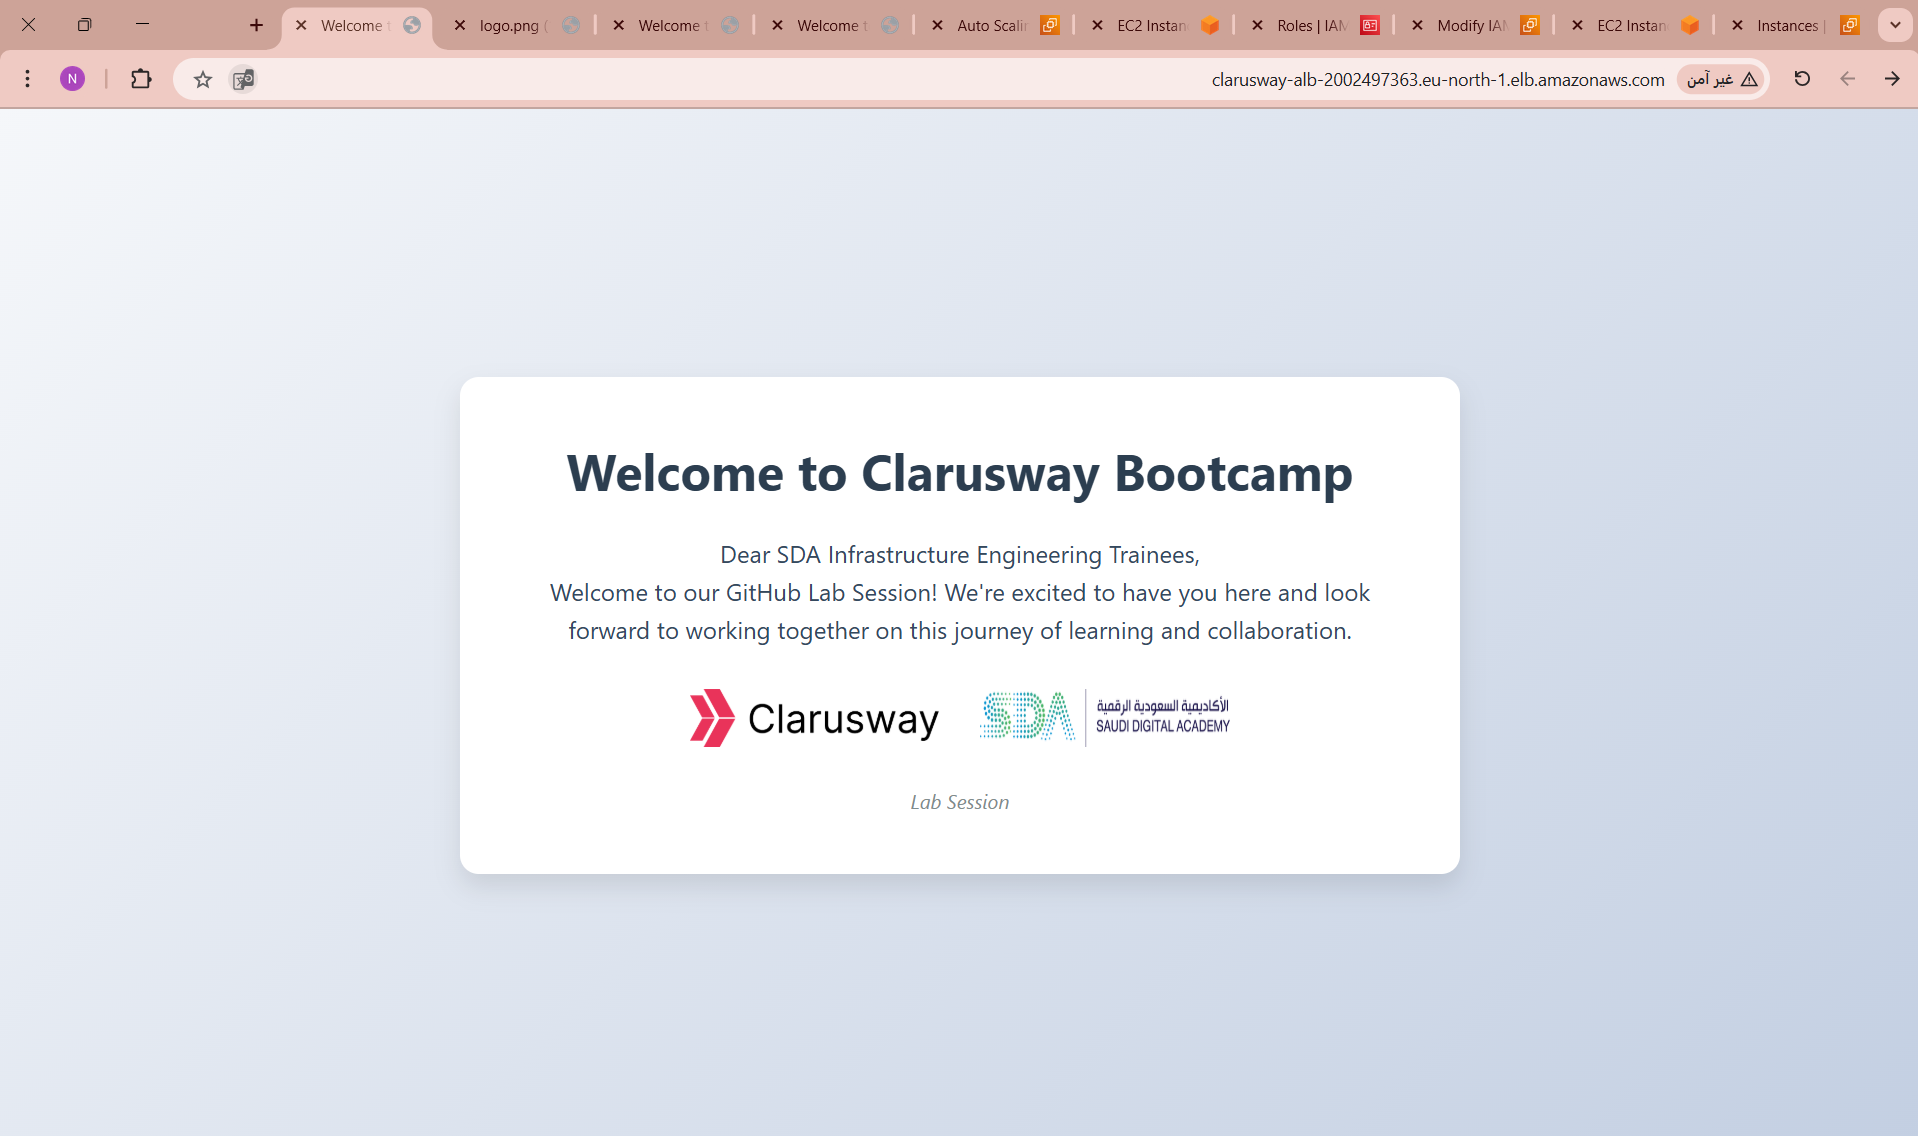 Welcome t
logo.png (
Welcome t
Welcome t
Auto Scalin
EC2 Instan
Roles | IAM
Modify IAM
EC2 Instan
Instances |
N
clarusway-alb-2002497363.eu-north-1.elb.amazonaws.com
غير آمن
Welcome to Clarusway Bootcamp
Dear SDA Infrastructure Engineering Trainees,
Welcome to our GitHub Lab Session! We're excited to have you here and look
forward to working together on this journey of learning and collaboration.
Clarusway
SDA
الأكاديمية السعودية الرقمية
SAUDI DIGITAL ACADEMY
Lab Session